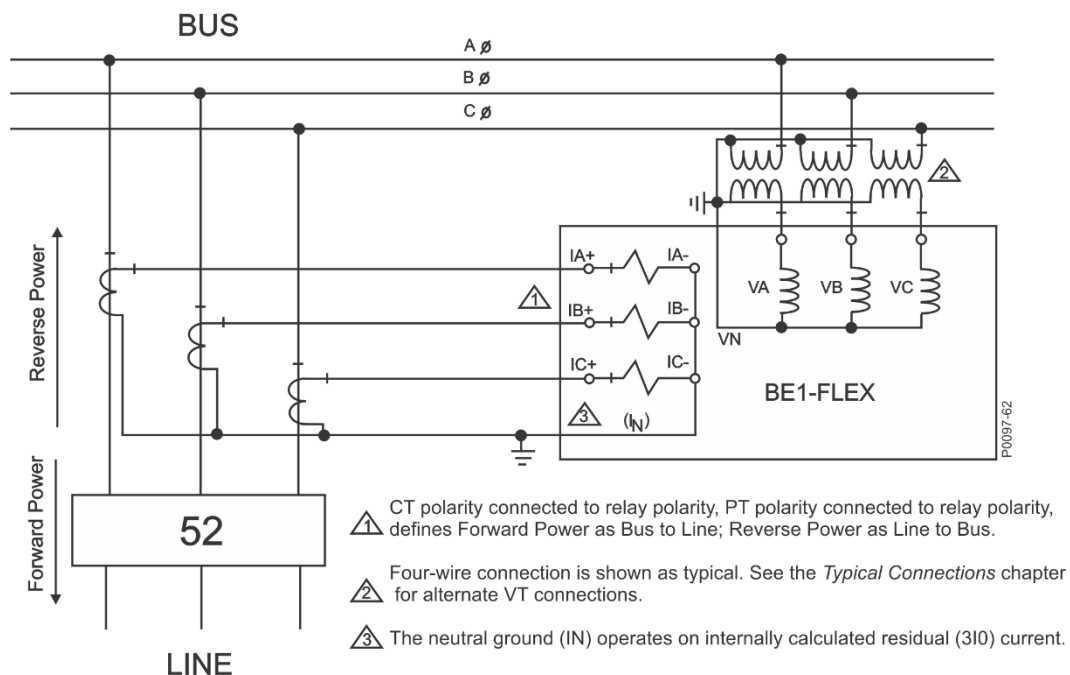 BUS
A ø
B ø
C ø
2
Reverse Power
IA+
IA-
1
IB+
IB-
IC+
IC-
3
(IN)
VA
VB
VC
VN
BE1-FLEX
P0097-62
Forward Power
52
LINE
1 CT polarity connected to relay polarity, PT polarity connected to relay polarity,
defines Forward Power as Bus to Line; Reverse Power as Line to Bus.
2 Four-wire connection is shown as typical. See the Typical Connections chapter
for alternate VT connections.
3 The neutral ground (IN) operates on internally calculated residual (3I0) current.